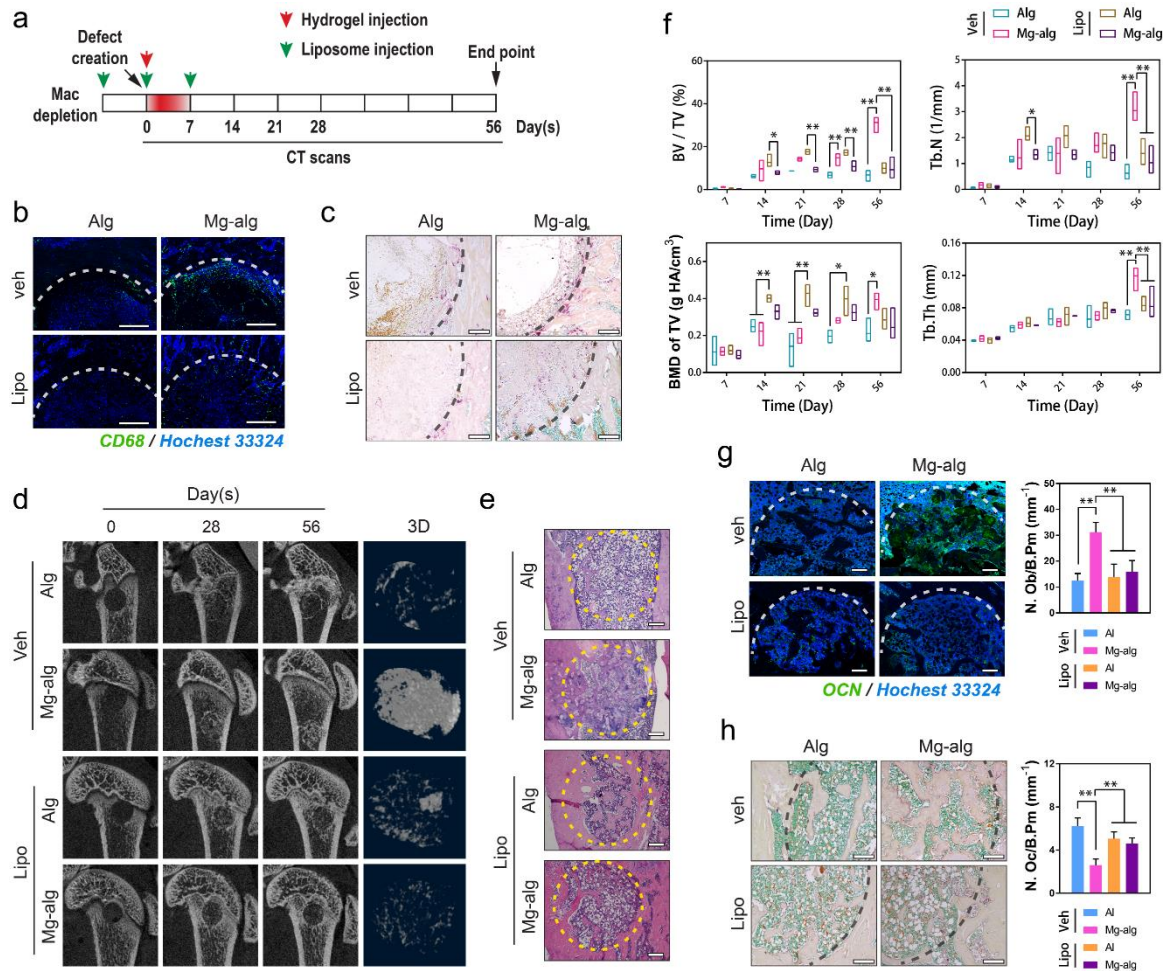 a
Hydrogel injection
Liposome injection
Defect
creation
End point
Mac
depletion
0 7 14 21 28 56 Day(s)
CT scans
b
Alg Mg-alg
veh
Lipo
CD68 / Hochest 33324
c
Alg Mg-alg
veh
Lipo
d
Day(s)
0 28 56 3D
Veh
Alg
Mg-alg
Lipo
Alg
Mg-alg
e
Veh
Alg
Mg-alg
Lipo
Alg
Mg-alg
f
Veh
Alg
Mg-alg
Lipo
Alg
Mg-alg
BV / TV
(%)
60
40
20
0
* ** ** ** ** **
7 14 21 28 56
Time (Day)
Tb.N (1/mm)
5
4
3
2
1
0
* ** **
7 14 21 28 56
Time (Day)
BMD of TV (g HA/cm³)
0.8
0.6
0.4
0.2
0.0
** ** * *
7 14 21 28 56
Time (Day)
Tb.Th (mm)
0.16
0.12
0.08
0.04
0.00
** **
7 14 21 28 56
Time (Day)
g
Alg Mg-alg
veh
Lipo
OCN / Hochest 33324
N. Ob/B.Pm (mm⁻¹)
50
40
30
20
10
0
** **
Veh
Al
Mg-alg
Lipo
Al
Mg-alg
h
Alg Mg-alg
veh
Lipo
N. Oc/B.Pm (mm⁻¹)
10
8
6
4
2
0
** **
Veh
Al
Mg-alg
Lipo
Al
Mg-alg